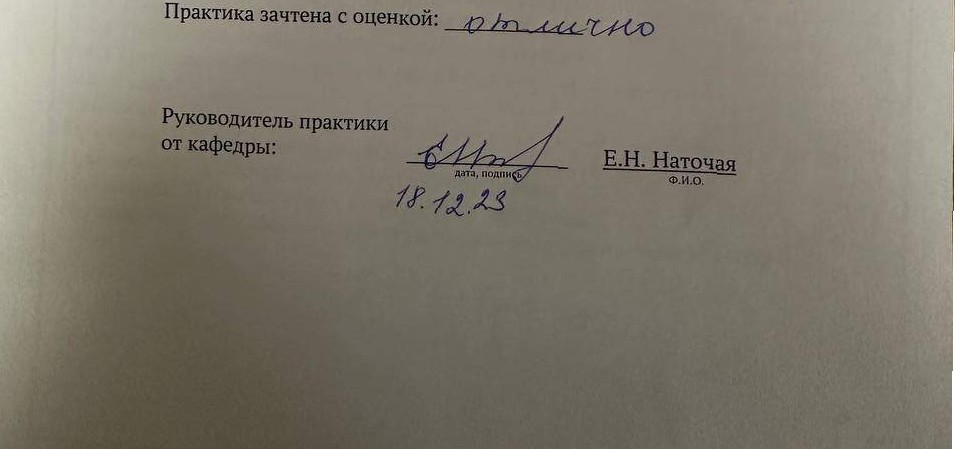 Практика зачтена с оценкой: отлично
Руководитель практики
от кафедры:
Е.Н. Наточая
дата, подпись
Ф.И.О.
18.12.23